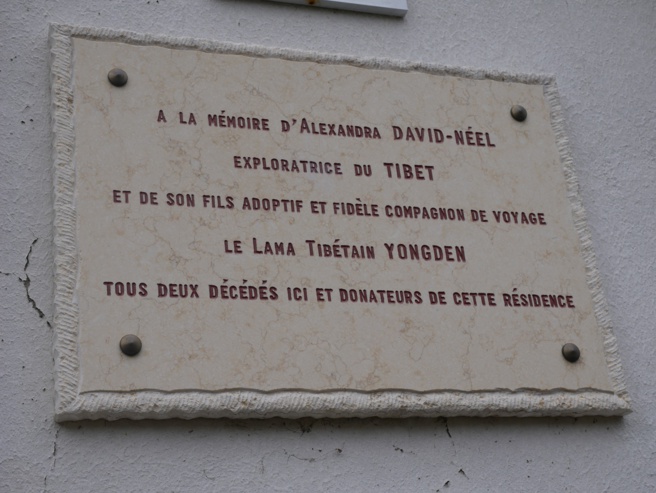 A LA MÉMOIRE D'ALEXANDRA DAVID-NÉEL
EXPLORATRICE DU TIBET
ET DE SON FILS ADOPTIF ET FIDÈLE COMPAGNON DE VOYAGE
LE LAMA TIBÉTAIN YONGDEN
TOUS DEUX DÉCÉDÉS ICI ET DONATEURS DE CETTE RÉSIDENCE